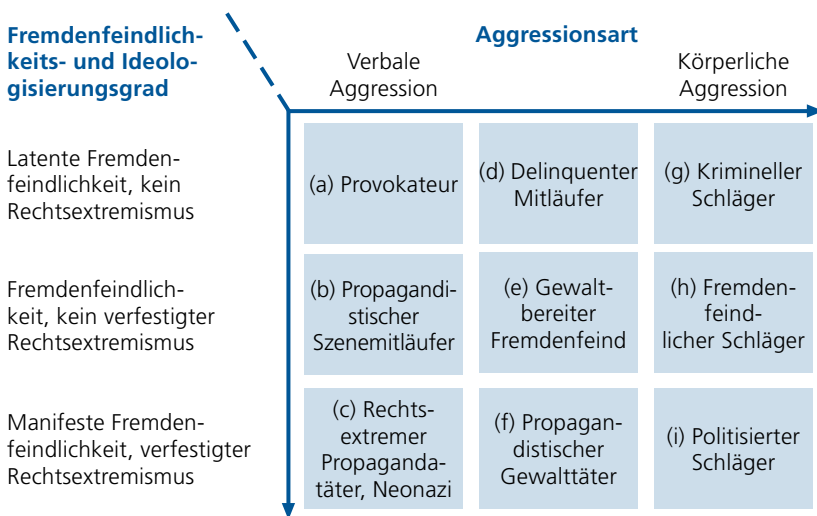 Fremdenfeindlich-
keits- und Ideolo-
gisierungsgrad
Aggressionsart
Verbale
Aggression
Körperliche
Aggression
Latente Fremden-
feindlichkeit, kein
Rechtsextremismus
(a) Provokateur
(d) Delinquenter
Mitläufer
(g) Krimineller
Schläger
Fremdenfeindlich-
keit, kein verfestigter
Rechtsextremismus
(b) Propagandi-
stischer
Szenemitläufer
(e) Gewalt-
bereiter
Fremdenfeind
(h) Fremden-
feind-
licher Schläger
Manifeste Fremden-
feindlichkeit, verfestigter
Rechtsextremismus
(c) Rechts-
extremer
Propaganda-
täter, Neonazi
(f) Propagan-
distischer
Gewalttäter
(i) Politisierter
Schläger